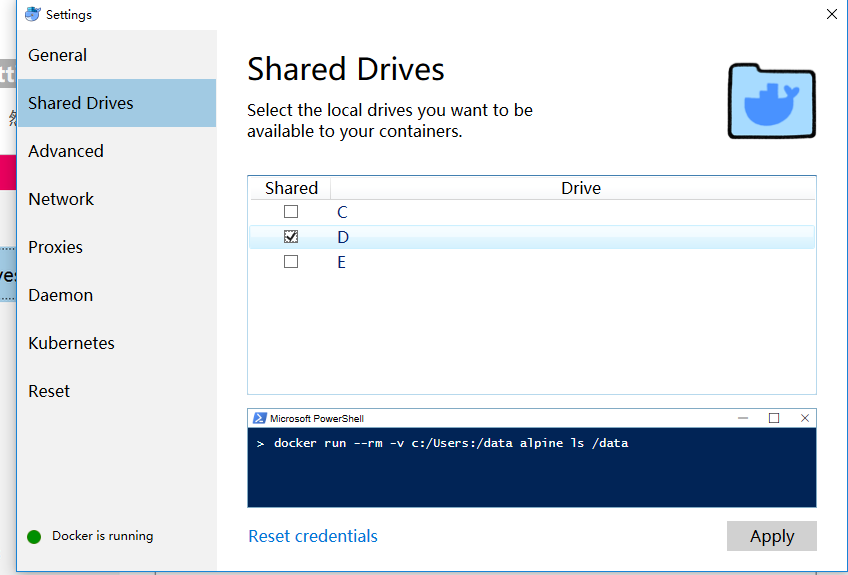 Settings
General
Shared Drives
Advanced
Network
Proxies
Daemon
Kubernetes
Reset
Docker is running
Shared Drives
Select the local drives you want to be
available to your containers.
Shared Drive
C
D
E
Microsoft PowerShell
> docker run --rm -v c:/Users:/data alpine ls /data
Reset credentials
Apply